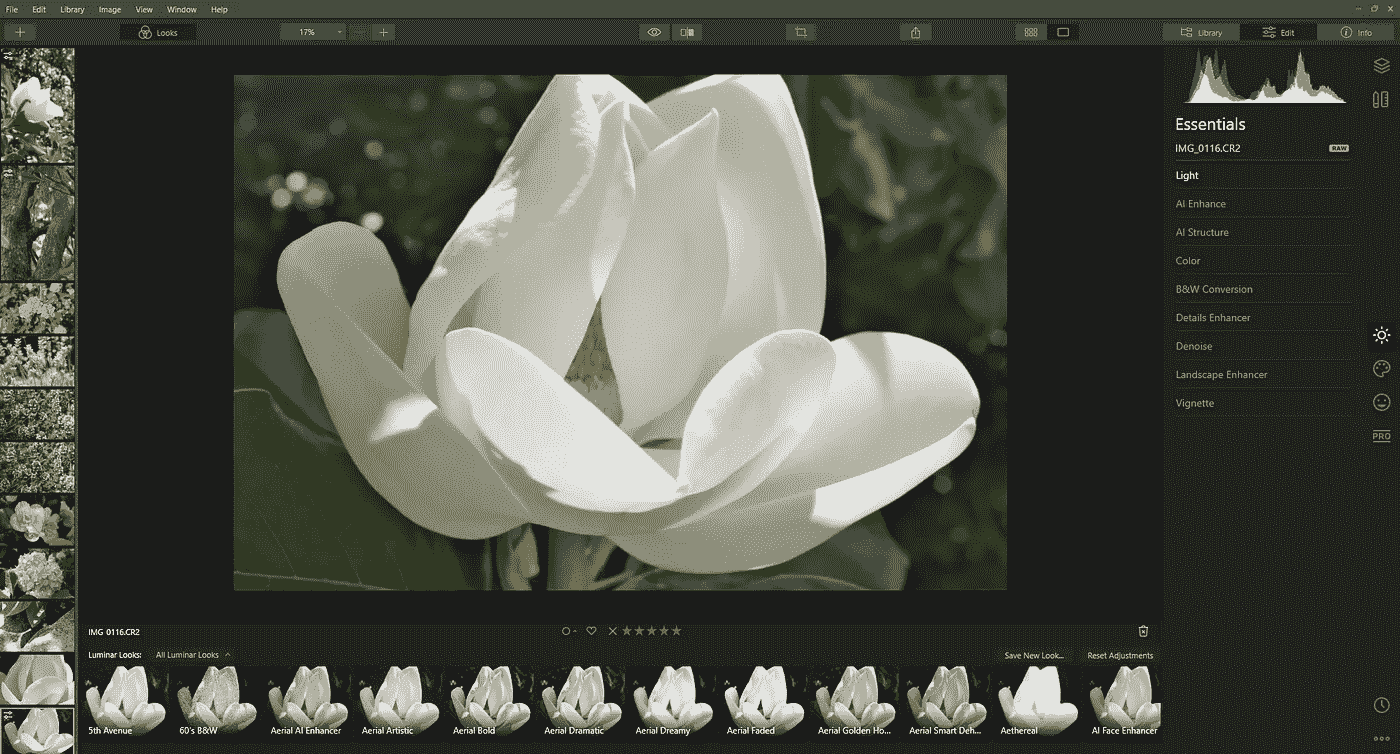 File Edit Library Image View Window Help
Looks 17% Library Edit Info
Essentials
IMG_0116.CR2 RAW
Light
AI Enhance
AI Structure
Color
B&W Conversion
Details Enhancer
Denoise
Landscape Enhancer
Vignette
PRO
IMG_0116.CR2
Luminar Looks: All Luminar Looks Save New Look... Reset Adjustments
5th Avenue 60's B&W Aerial AI Enhancer Aerial Artistic Aerial Bold Aerial Dramatic Aerial Dreamy Aerial Faded Aerial Golden Ho... Aerial Smart Deh... Aethereal AI Face Enhancer